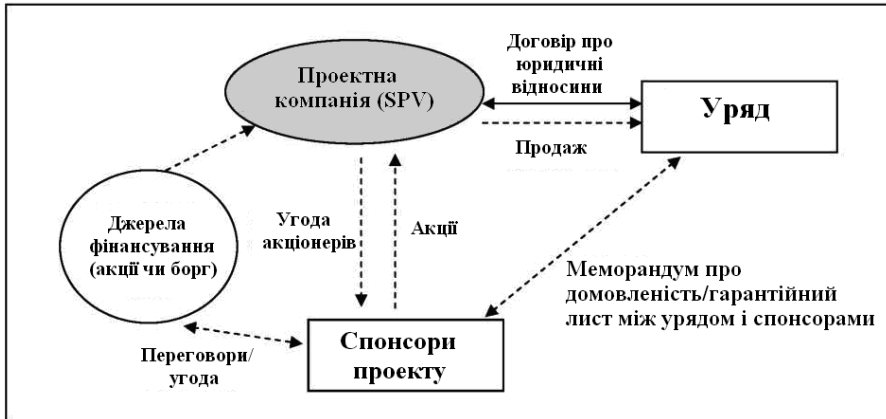 Договір про
юридичні
відносини
Проектна
компанія (SPV)
Уряд
Продаж
Джерела
фінансування
(акції чи борг)
Угода
акціонерів
Акції
Меморандум про
домовленість/гарантійний
лист між урядом і спонсорами
Переговори/
угода
Спонсори
проекту